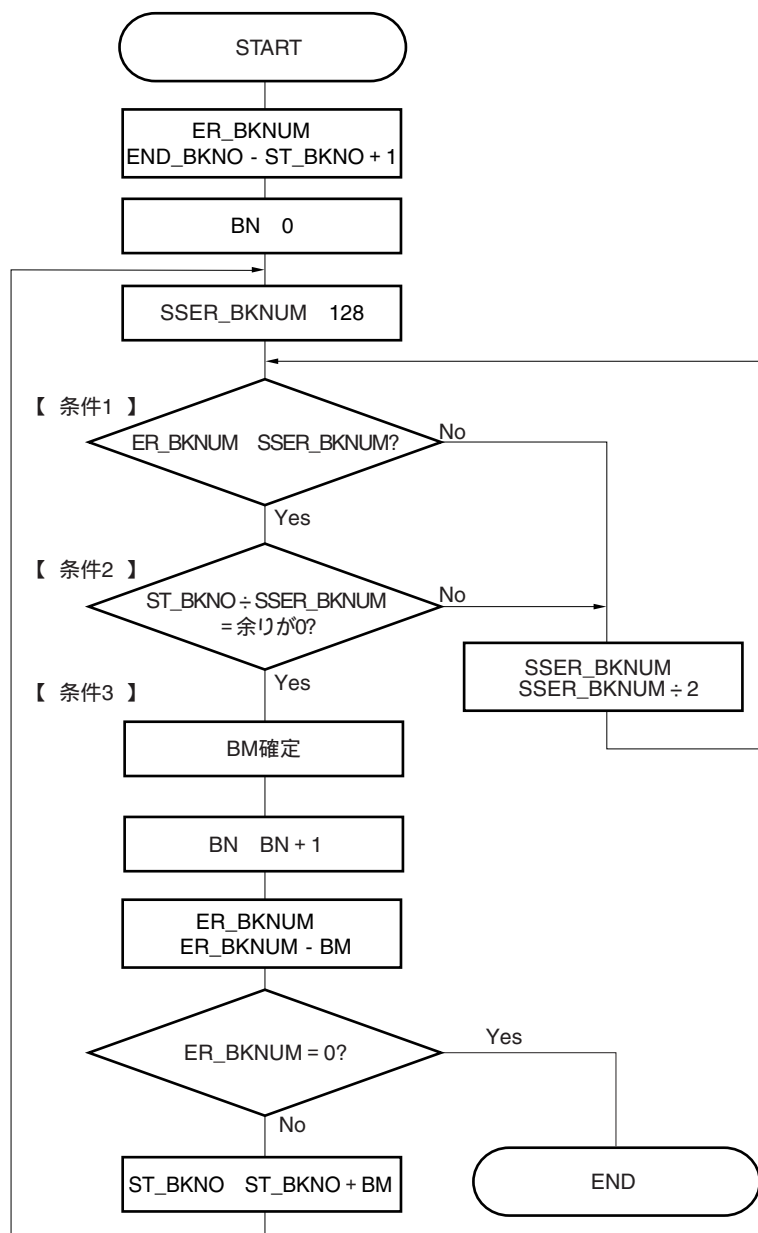 START
ER_BKNUM
END_BKNO - ST_BKNO + 1
BN 0
SSER_BKNUM 128
【 条件1 】
ER_BKNUM SSER_BKNUM?
No
Yes
【 条件2 】
ST_BKNO ÷ SSER_BKNUM
= 余りが0?
No
Yes
SSER_BKNUM
SSER_BKNUM ÷ 2
【 条件3 】
BM確定
BN BN + 1
ER_BKNUM
ER_BKNUM - BM
ER_BKNUM = 0?
Yes
No
ST_BKNO ST_BKNO + BM
END